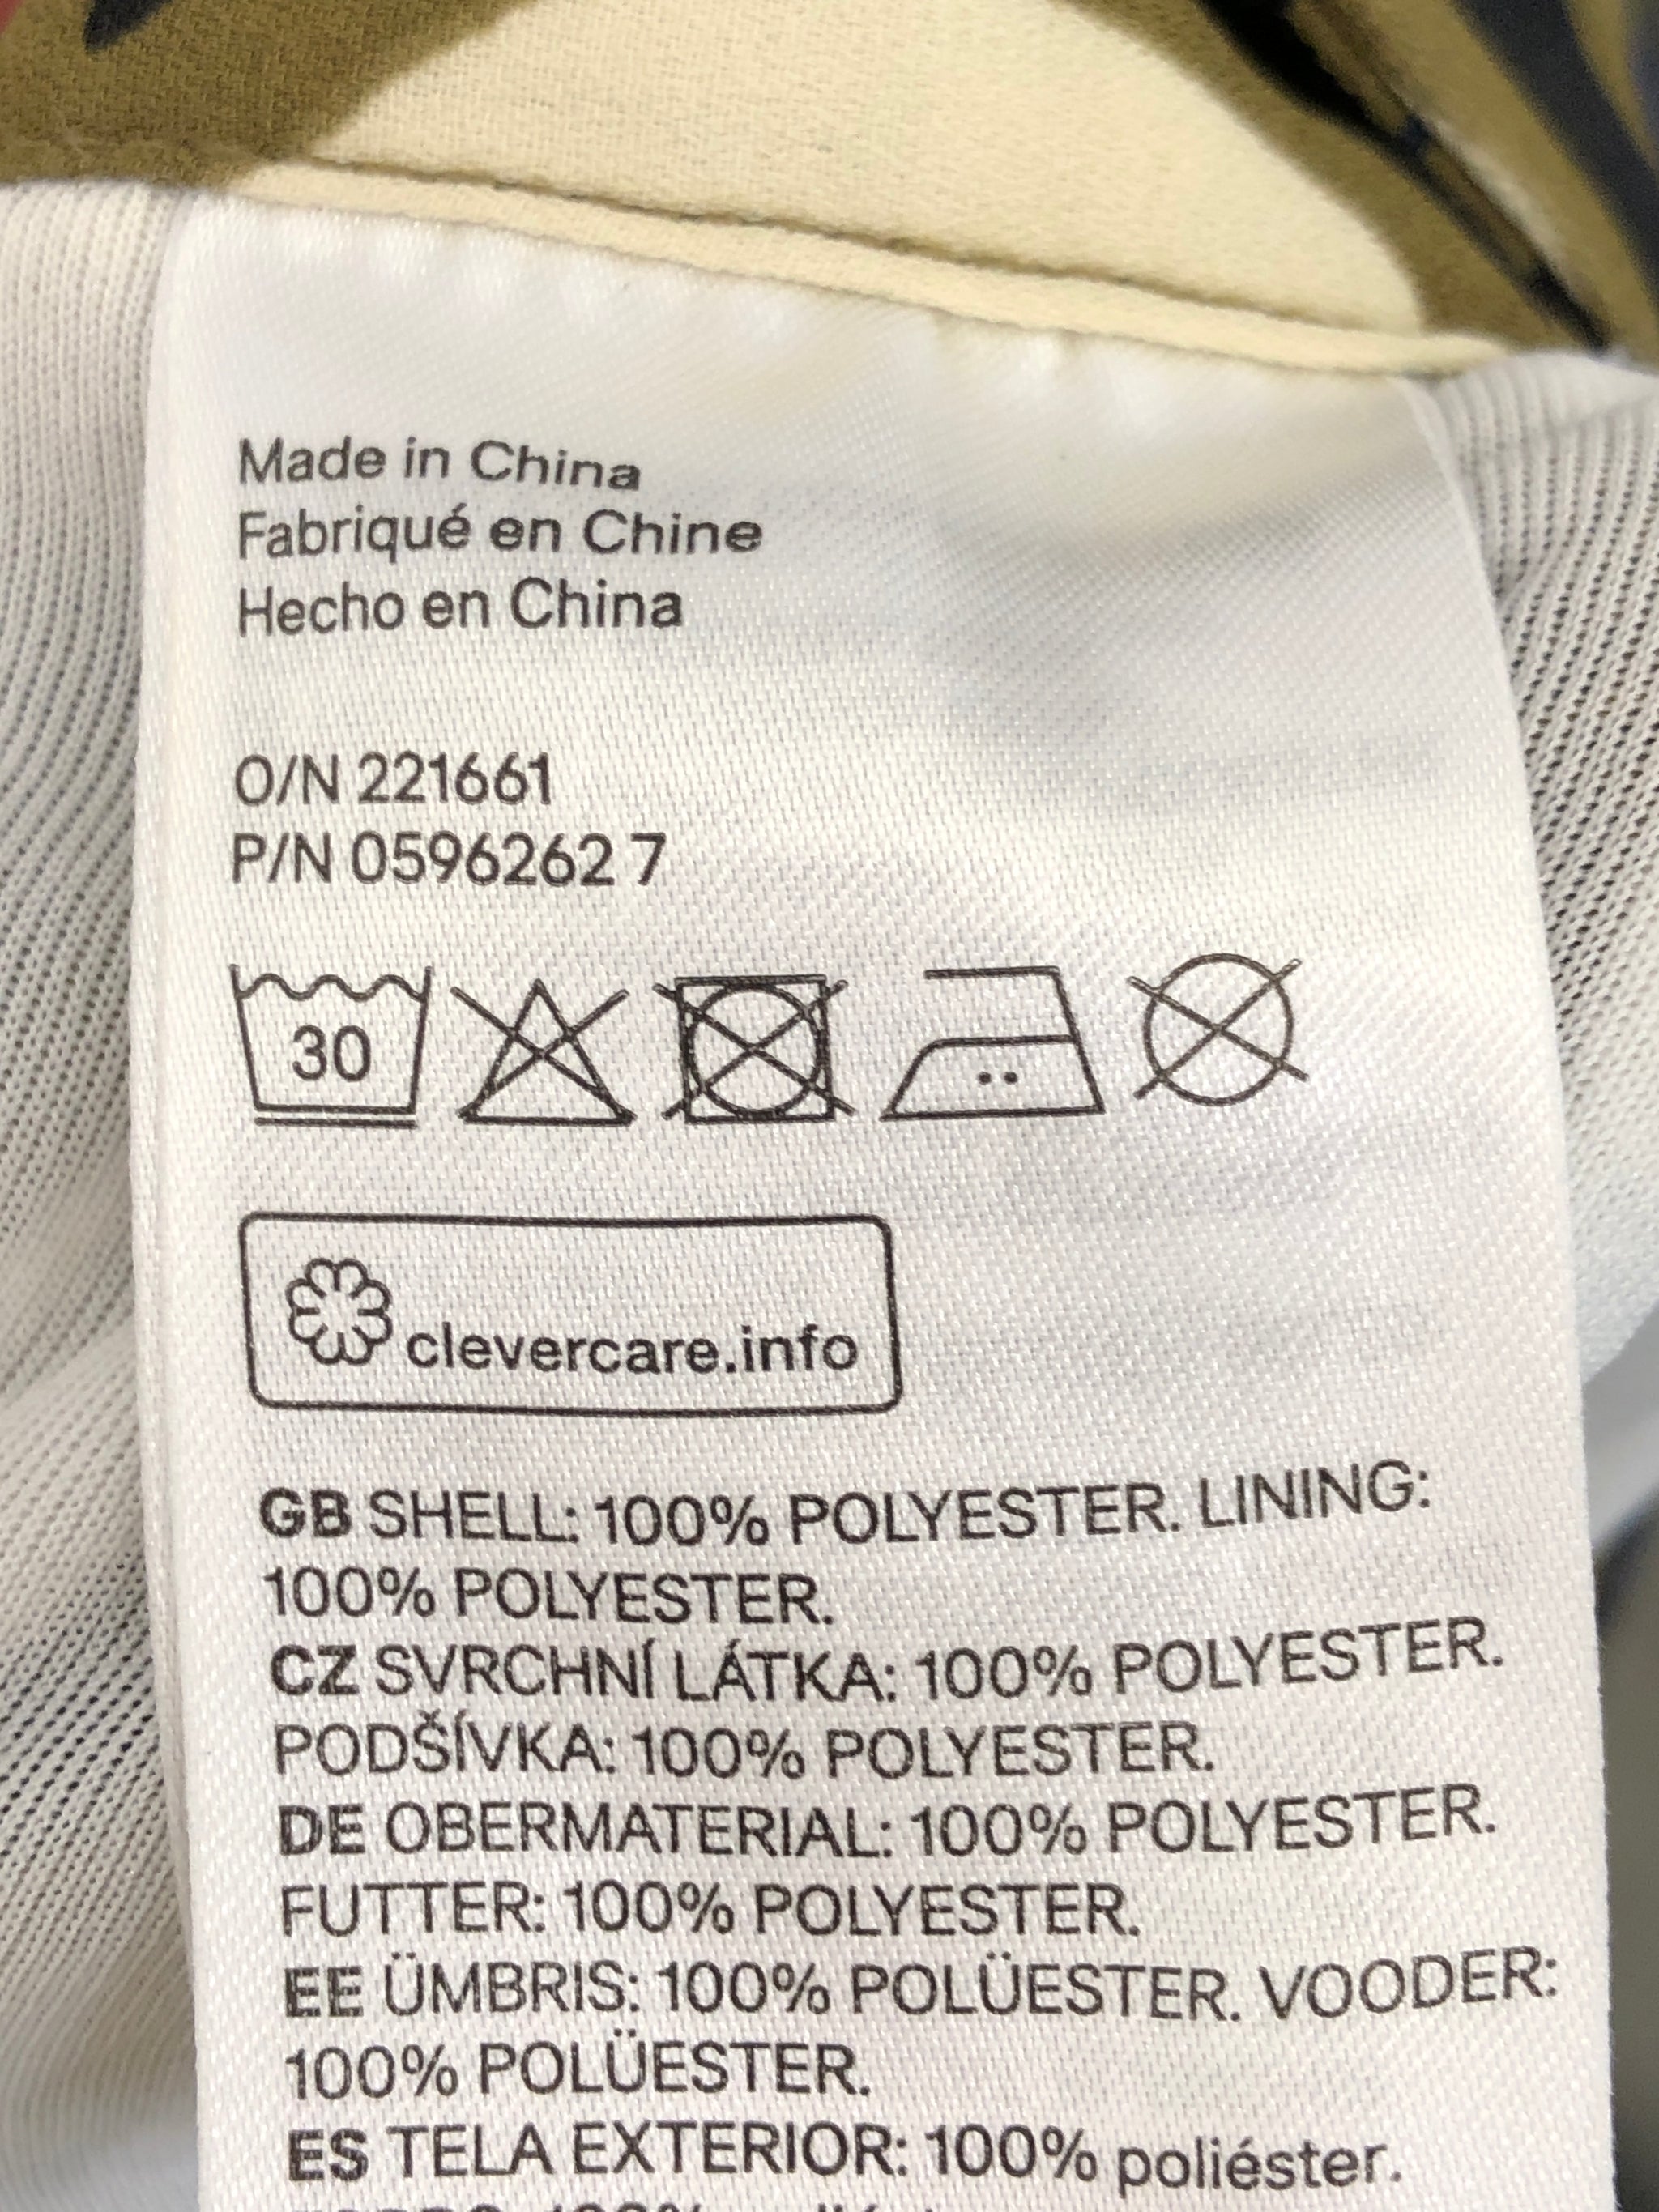 Made in China
Fabriqué en Chine
Hecho en China
O/N 221661
P/N 0596262 7
30
clevercare.info
GB SHELL: 100% POLYESTER. LINING:
100% POLYESTER.
CZ SVRCHNÍ LÁTKA: 100% POLYESTER.
PODŠÍVKA: 100% POLYESTER.
DE OBERMATERIAL: 100% POLYESTER.
FUTTER: 100% POLYESTER.
EE ÜMBRIS: 100% POLÜESTER. VOODER:
100% POLÜESTER.
ES TELA EXTERIOR: 100% poliéster.